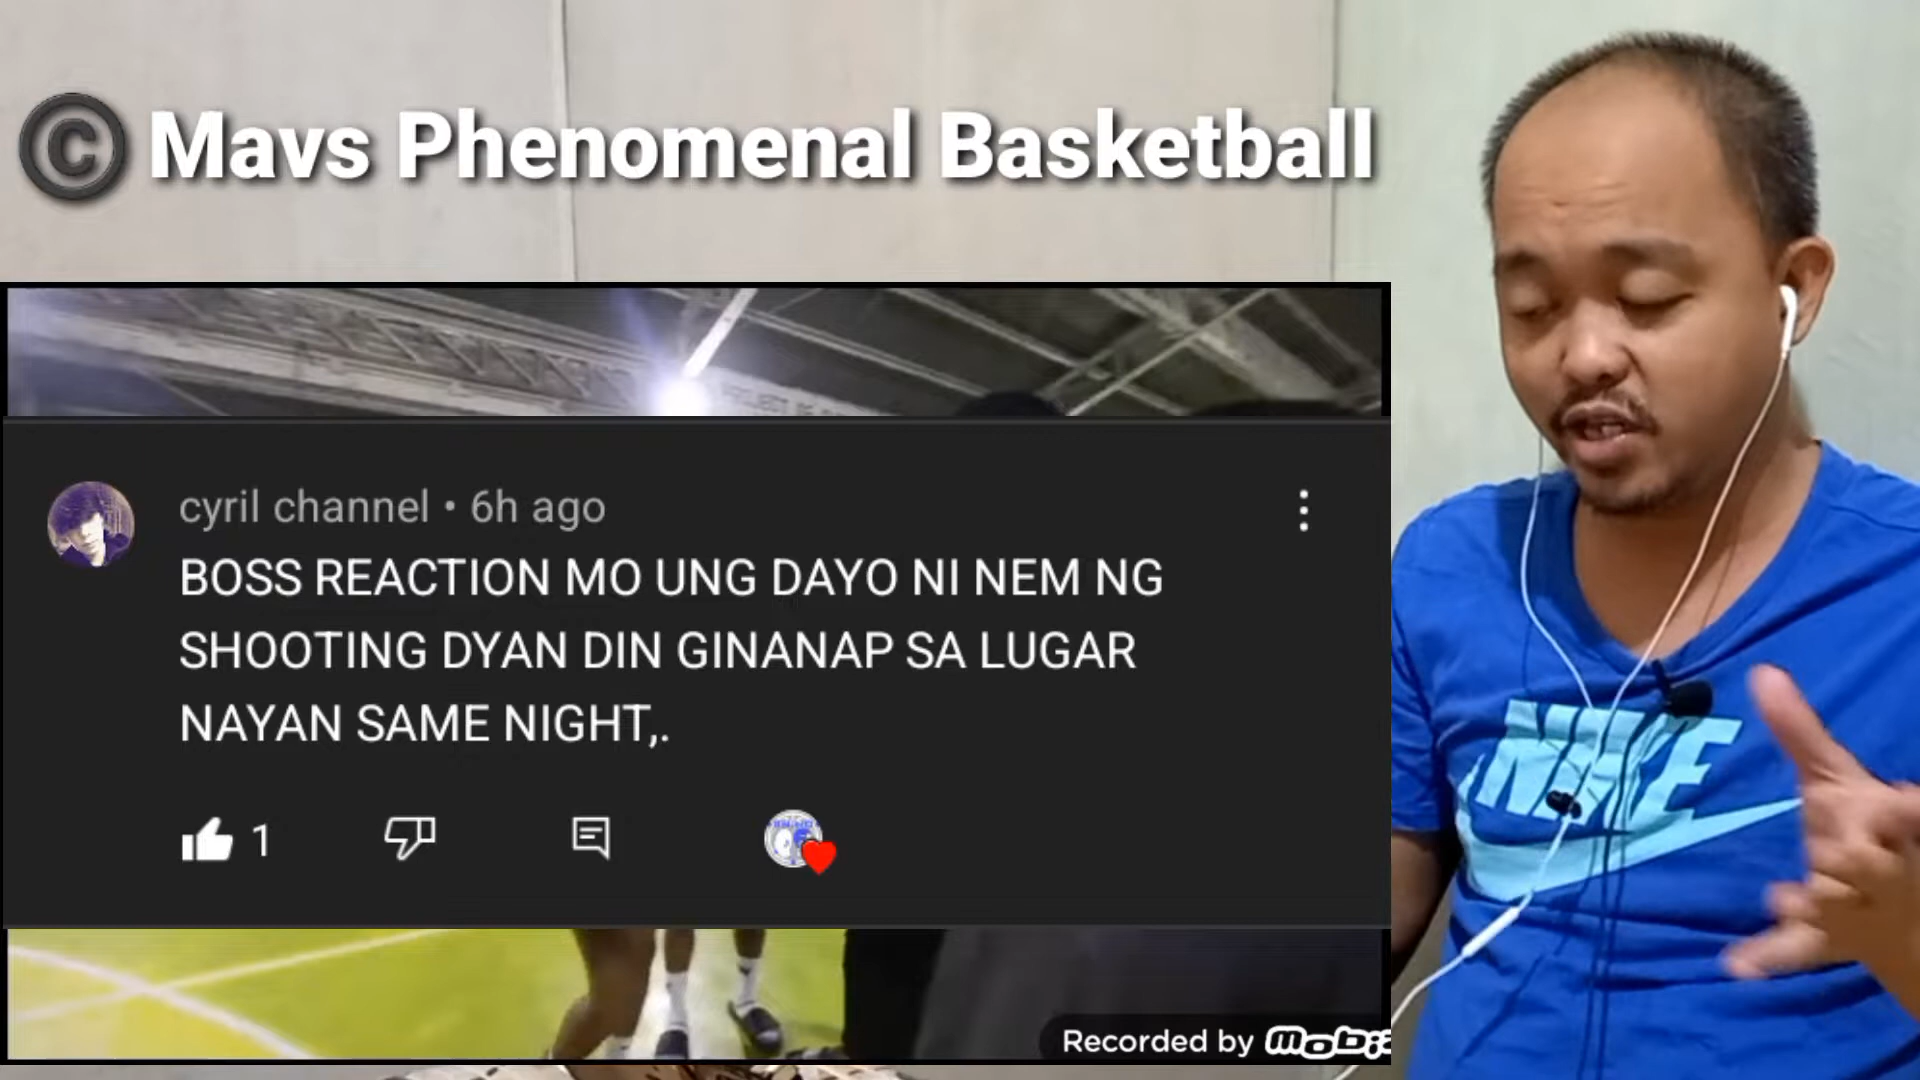 © Mavs Phenomenal Basketball
cyril channel • 6h ago
BOSS REACTION MO UNG DAYO NI NEM NG
SHOOTING DYAN DIN GINANAP SA LUGAR
NAYAN SAME NIGHT,.
1
NIKE
Recorded by